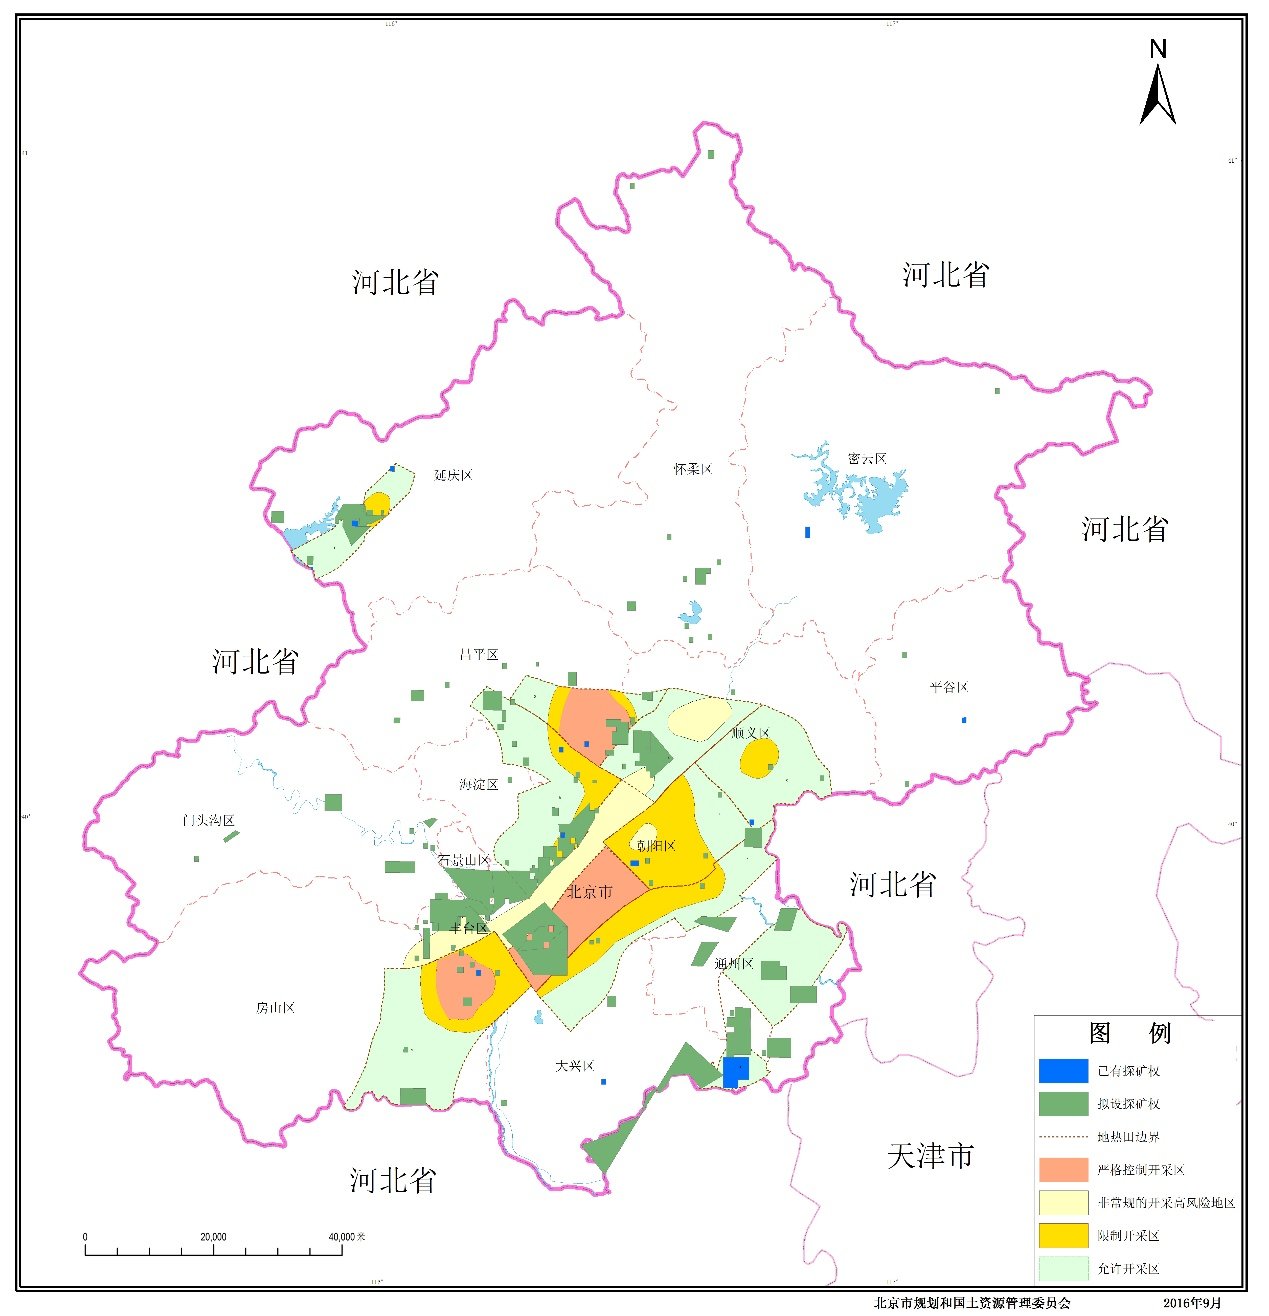 116°
117°
N
41
41°
河北省
河北省
延庆区
怀柔区
密云区
河北省
河北省
昌平区
平谷区
顺义区
海淀区
门头沟区
40°
40°
朝阳区
石景山区
北京市
河北省
丰台区
通州区
房山区
大兴区
河北省
天津市
图 例
已有探矿权
拟设探矿权
地热田边界
严格控制开采区
非常规的开采高风险地区
限制开采区
允许开采区
0 20,000 40,000 米
北京市规划和国土资源管理委员会 2016年9月